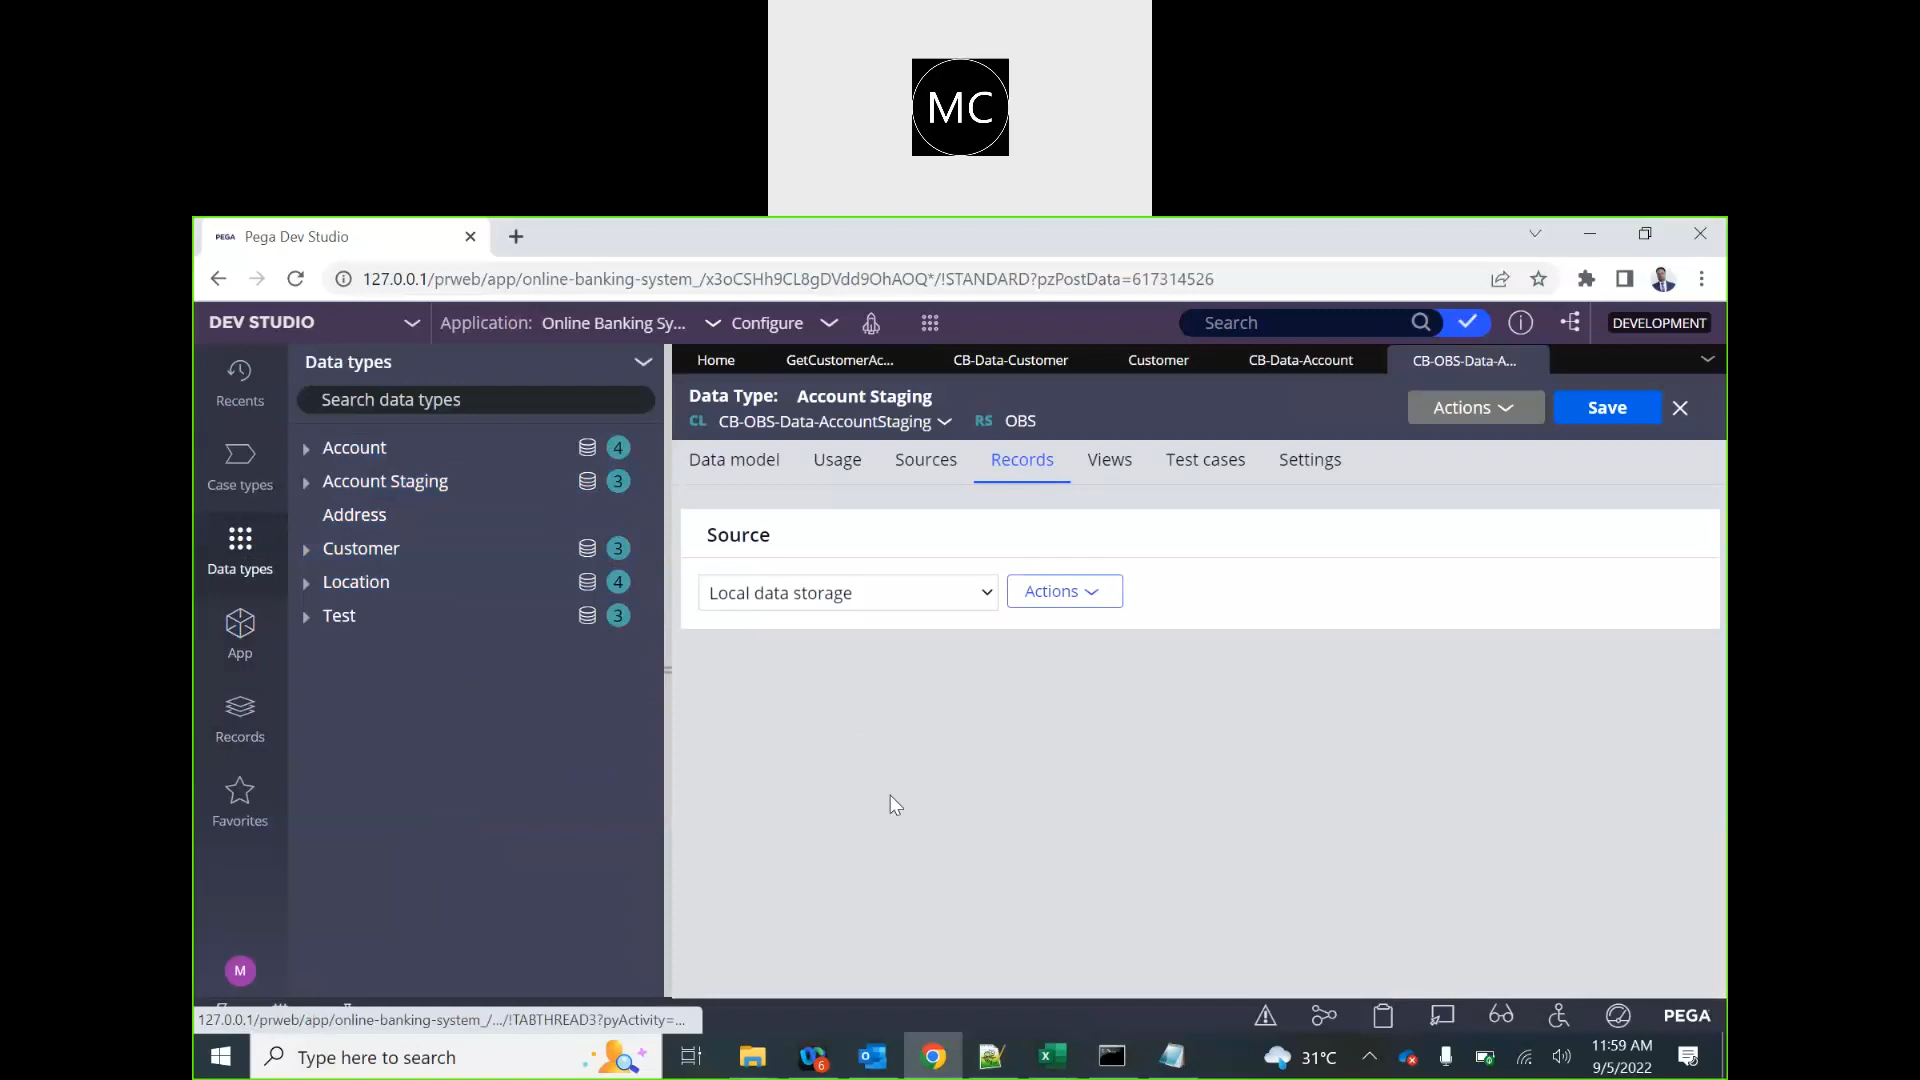 MC
PEGA Pega Dev Studio
127.0.0.1/prweb/app/online-banking-system_/x3oCSHh9CL8gDVdd9OhAOQ*/!STANDARD?pzPostData=617314526
DEV STUDIO Application: Online Banking Sy... Configure Search DEVELOPMENT
Recents
Case types
Data types
App
Records
Favorites
M
Data types
Search data types
Account 4
Account Staging 3
Address
Customer 3
Location 4
Test 3
Home GetCustomerAc... CB-Data-Customer Customer CB-Data-Account CB-OBS-Data-A...
Data Type: Account Staging
CL CB-OBS-Data-AccountStaging RS OBS
Actions Save
Data model Usage Sources Records Views Test cases Settings
Source
Local data storage Actions
127.0.0.1/prweb/app/online-banking-system_/.../!TABTHREAD3?pyActivity=...
PEGA
Type here to search
6
31°C
11:59 AM
9/5/2022